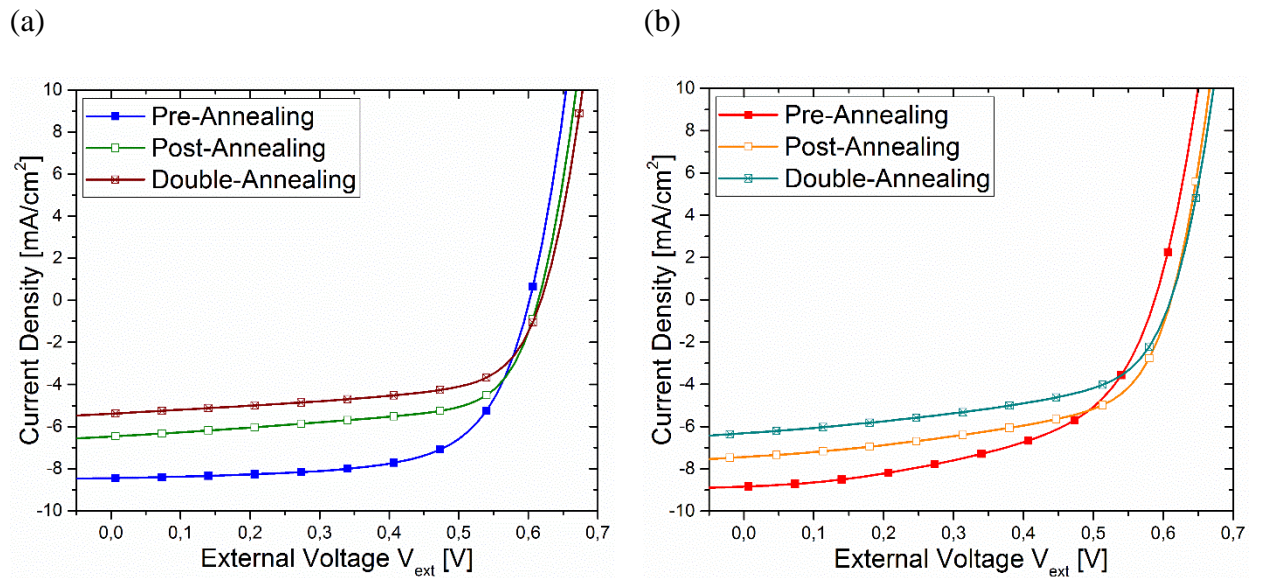 (a)
(b)
Pre-Annealing
Post-Annealing
Double-Annealing
Current Density [mA/cm²]
10
8
6
4
2
0
-2
-4
-6
-8
-10
0,0 0,1 0,2 0,3 0,4 0,5 0,6 0,7
External Voltage Vext [V]
Pre-Annealing
Post-Annealing
Double-Annealing
Current Density [mA/cm²]
10
8
6
4
2
0
-2
-4
-6
-8
-10
0,0 0,1 0,2 0,3 0,4 0,5 0,6 0,7
External Voltage Vext [V]